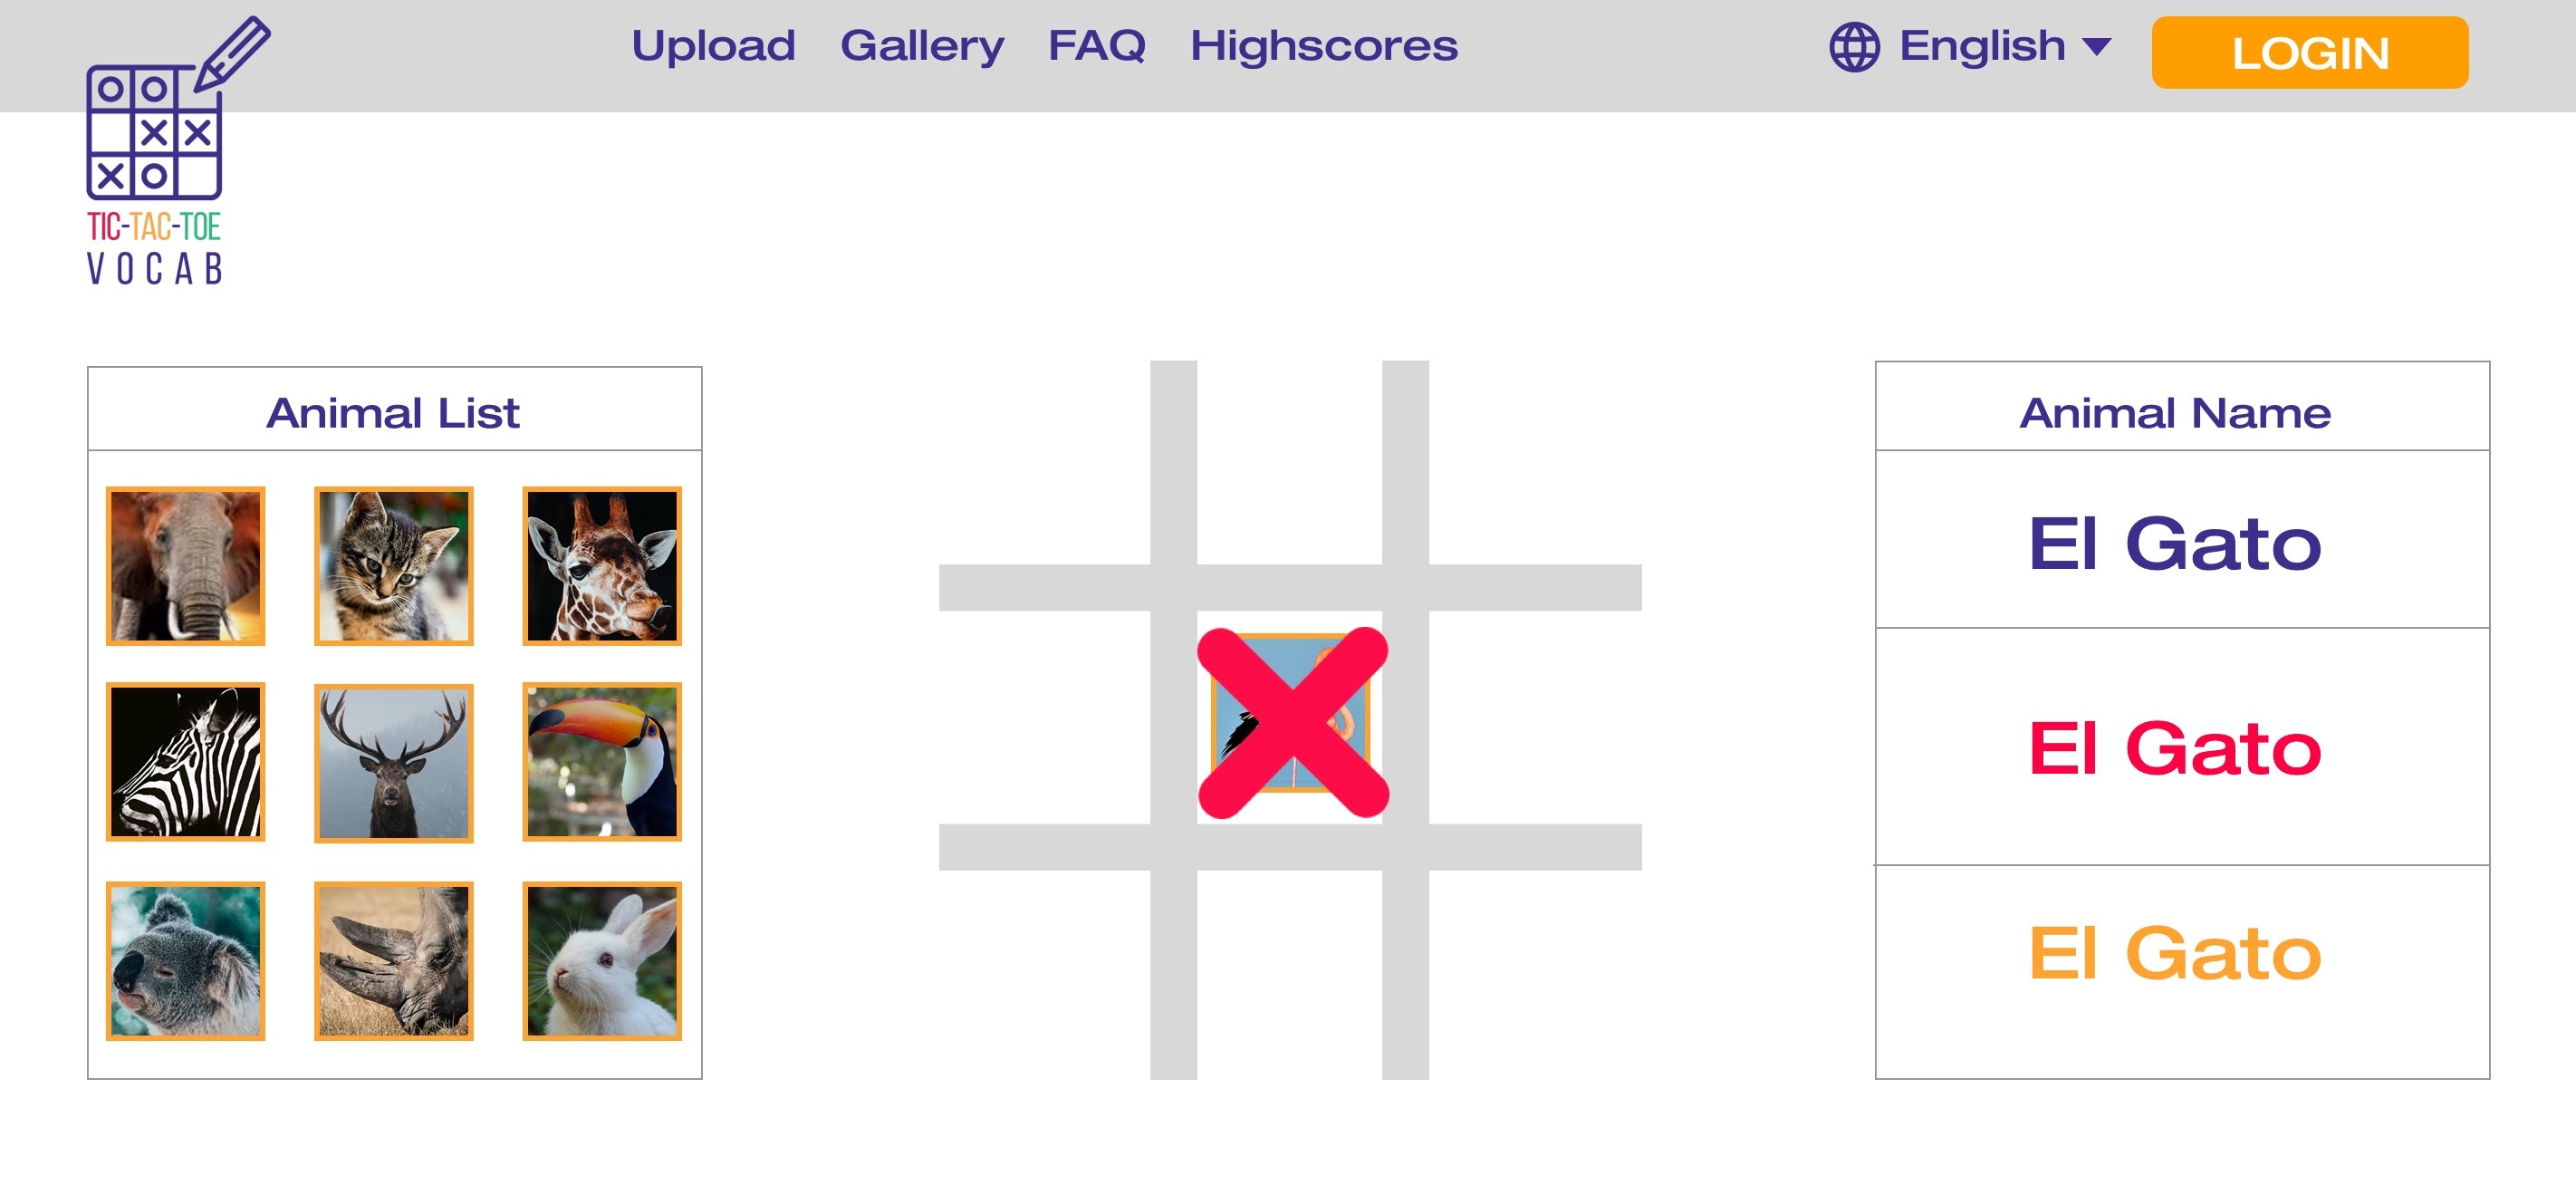 Upload Gallery FAQ Highscores English LOGIN
TIC-TAC-TOE
VOCAB
Animal List
Animal Name
El Gato
El Gato
El Gato